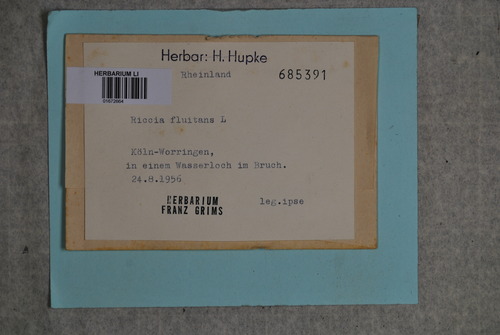 Herbar: H. Hupke
HERBARIUM LI
Rheinland
685391
Riccia fluitans L
Köln-Worringen,
in einem Wasserloch im Bruch.
24.8.1956
HERBARIUM
FRANZ GRIMS
leg.ipse